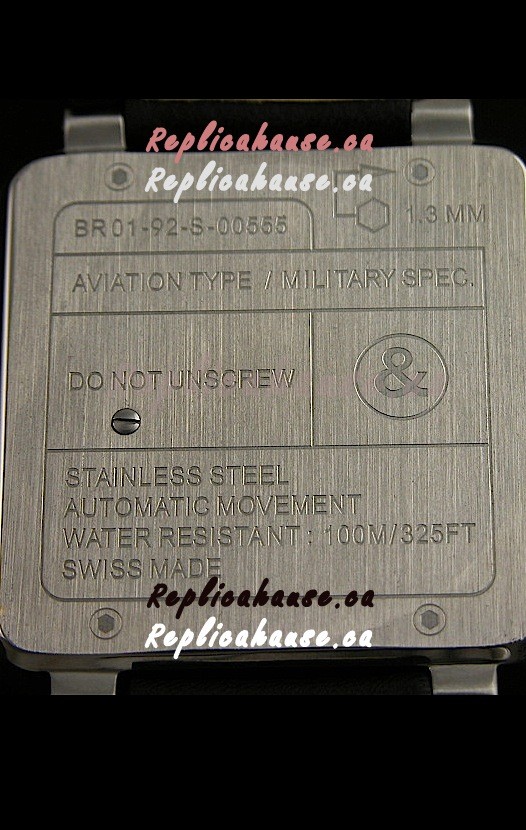 Replicahause.ca
Replicahause.ca
BR 01-92-S-00555
1.3 MM
AVIATION TYPE / MILITARY SPEC.
DO NOT UNSCREW
&
STAINLESS STEEL
AUTOMATIC MOVEMENT
WATER RESISTANT : 100M/325FT
SWISS MADE
Replicahause.ca
Replicahause.ca